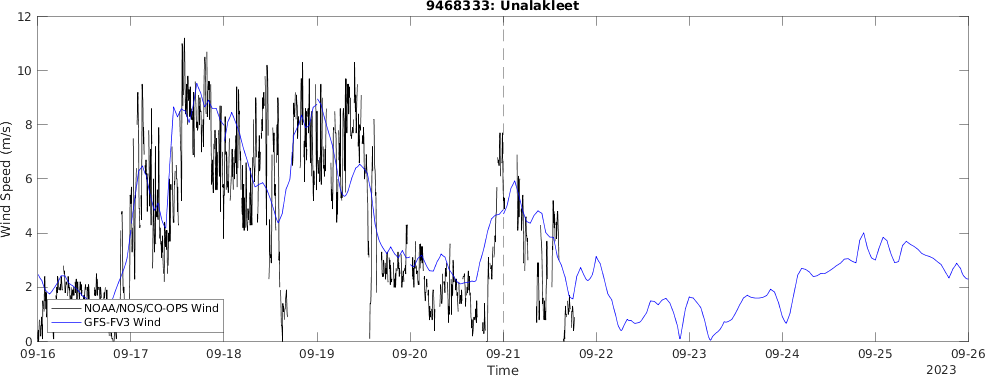 9468333: Unalakleet
Wind Speed (m/s)
12
10
8
6
4
2
0
NOAA/NOS/CO-OPS Wind
GFS-FV3 Wind
09-16 09-17 09-18 09-19 09-20 09-21 09-22 09-23 09-24 09-25 09-26
Time
2023